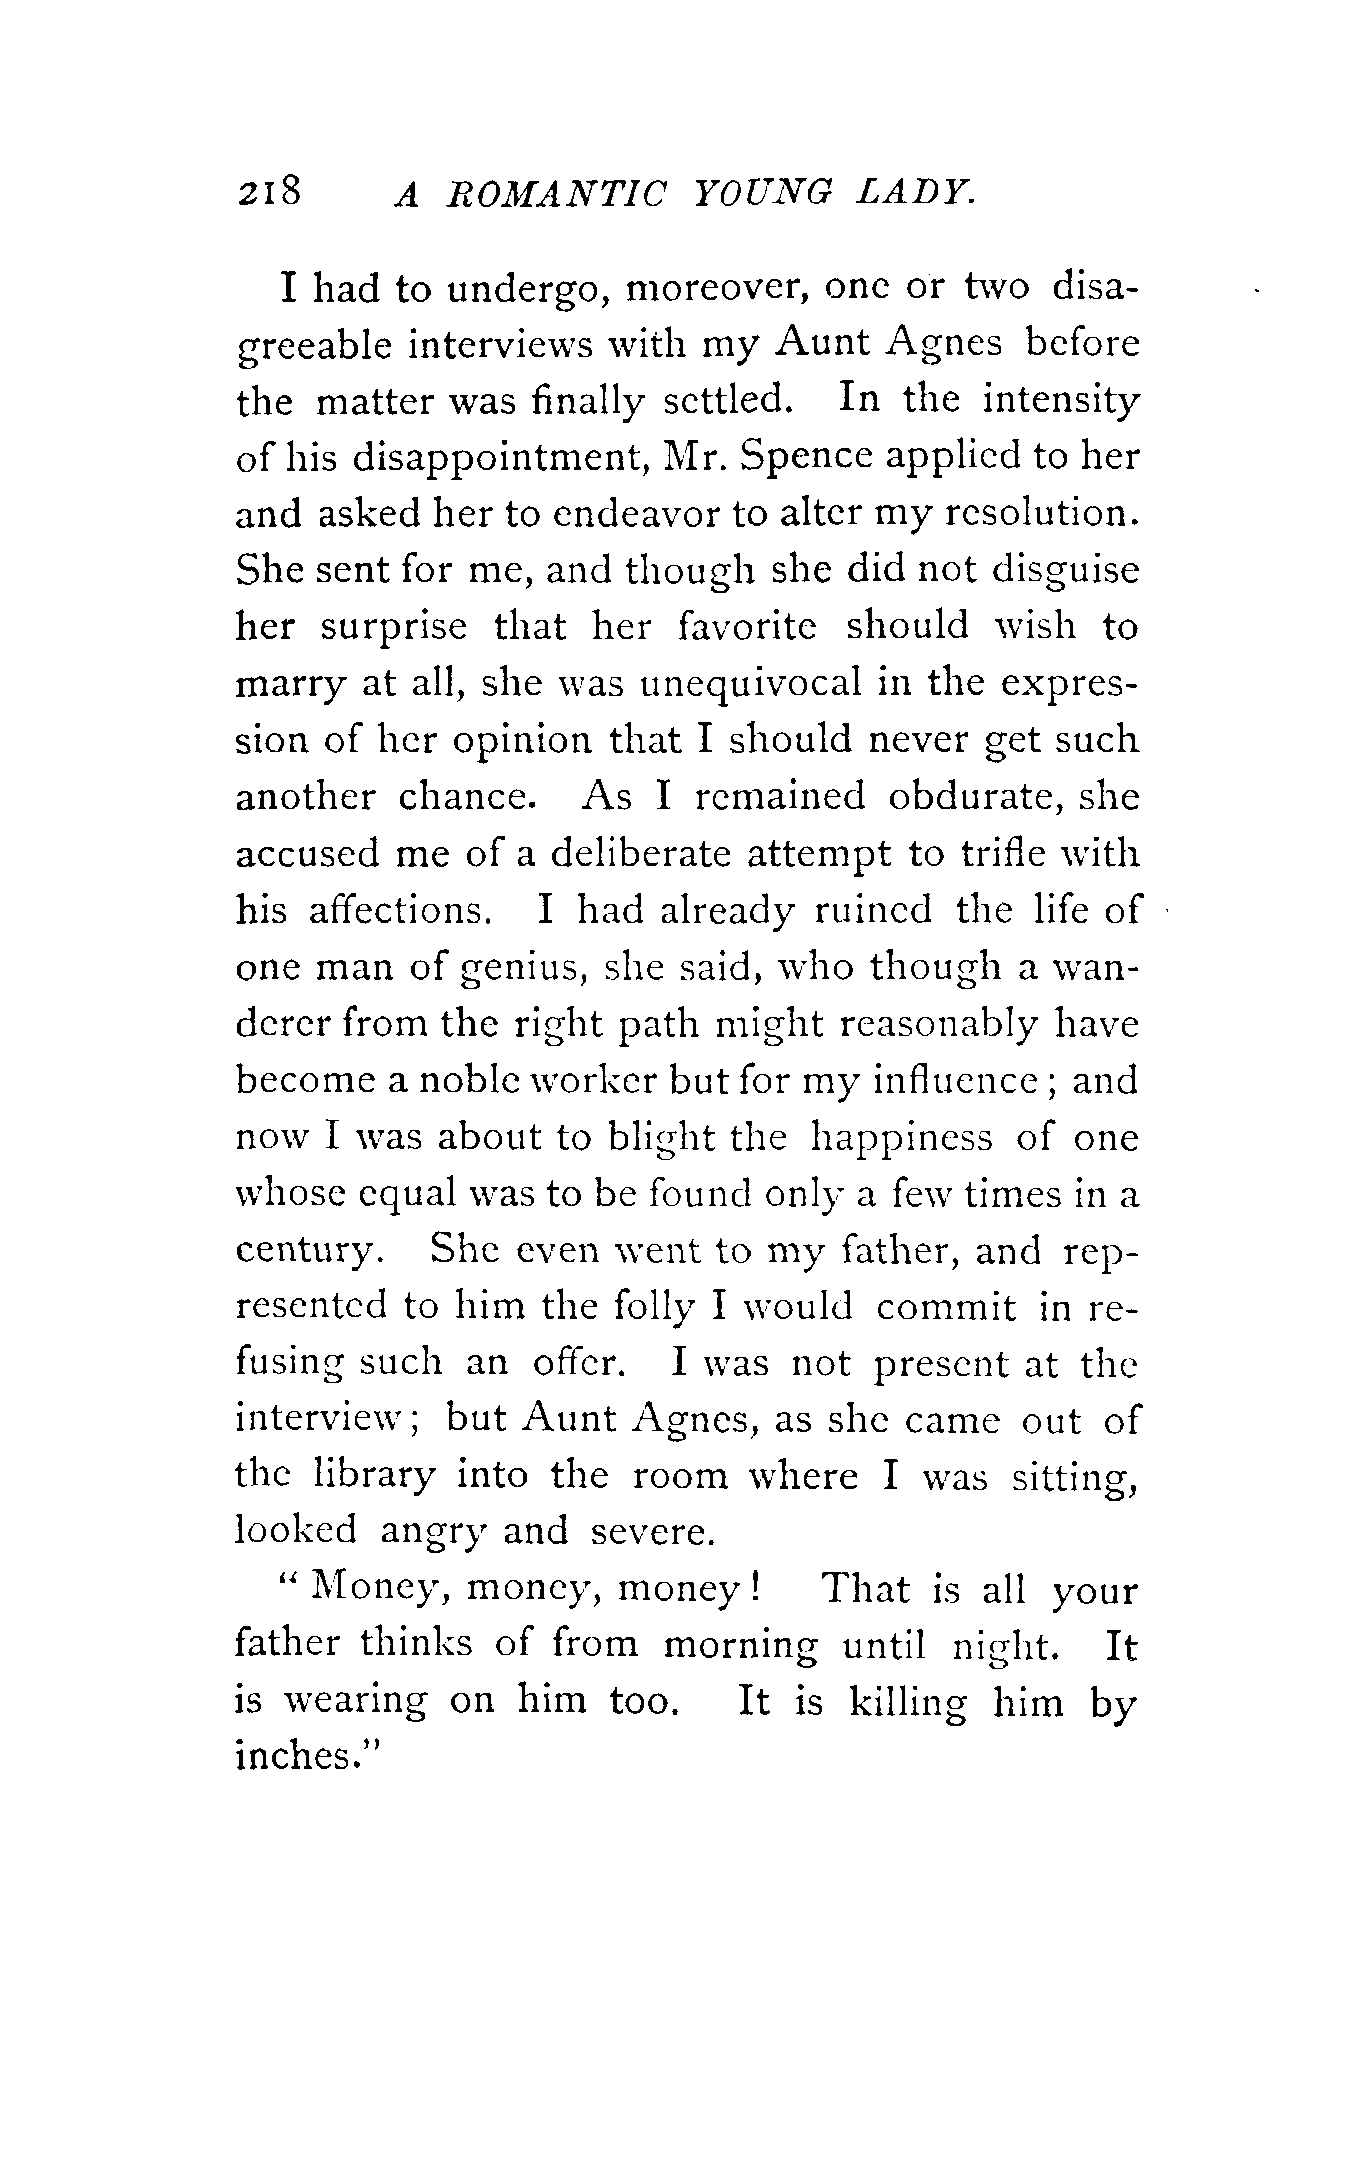 218 A ROMANTIC YOUNG LADY.
I had to undergo, moreover, one or two disa-
greeable interviews with my Aunt Agnes before
the matter was finally settled. In the intensity
of his disappointment, Mr. Spence applied to her
and asked her to endeavor to alter my resolution.
She sent for me, and though she did not disguise
her surprise that her favorite should wish to
marry at all, she was unequivocal in the expres-
sion of her opinion that I should never get such
another chance. As I remained obdurate, she
accused me of a deliberate attempt to trifle with
his affections. I had already ruined the life of
one man of genius, she said, who though a wan-
derer from the right path might reasonably have
become a noble worker but for my influence; and
now I was about to blight the happiness of one
whose equal was to be found only a few times in a
century. She even went to my father, and rep-
resented to him the folly I would commit in re-
fusing such an offer. I was not present at the
interview; but Aunt Agnes, as she came out of
the library into the room where I was sitting,
looked angry and severe.
"Money, money, money! That is all your
father thinks of from morning until night. It
is wearing on him too. It is killing him by
inches."